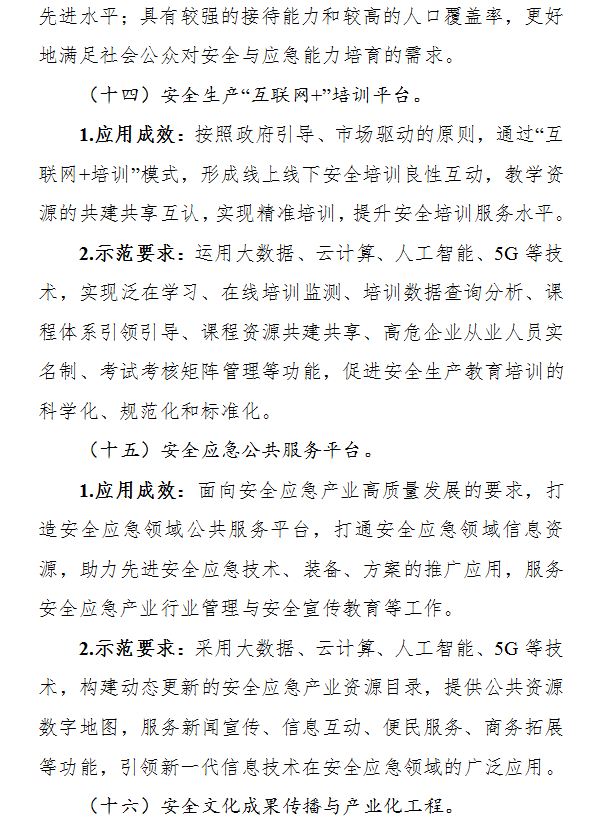 先进水平；具有较强的接待能力和较高的人口覆盖率，更好
地满足社会公众对安全与应急能力培育的需求。
（十四）安全生产“互联网+”培训平台。
1.应用成效：按照政府引导、市场驱动的原则，通过“互
联网+培训”模式，形成线上线下安全培训良性互动，教学资
源的共建共享互认，实现精准培训，提升安全培训服务水平。
2.示范要求：运用大数据、云计算、人工智能、5G 等技
术，实现泛在学习、在线培训监测、培训数据查询分析、课
程体系引领引导、课程资源共建共享、高危企业从业人员实
名制、考试考核矩阵管理等功能，促进安全生产教育培训的
科学化、规范化和标准化。
（十五）安全应急公共服务平台。
1.应用成效：面向安全应急产业高质量发展的要求，打
造安全应急领域公共服务平台，打通安全应急领域信息资
源，助力先进安全应急技术、装备、方案的推广应用，服务
安全应急产业行业管理与安全宣传教育等工作。
2.示范要求：采用大数据、云计算、人工智能、5G 等技
术，构建动态更新的安全应急产业资源目录，提供公共资源
数字地图，服务新闻宣传、信息互动、便民服务、商务拓展
等功能，引领新一代信息技术在安全应急领域的广泛应用。
（十六）安全文化成果传播与产业化工程。